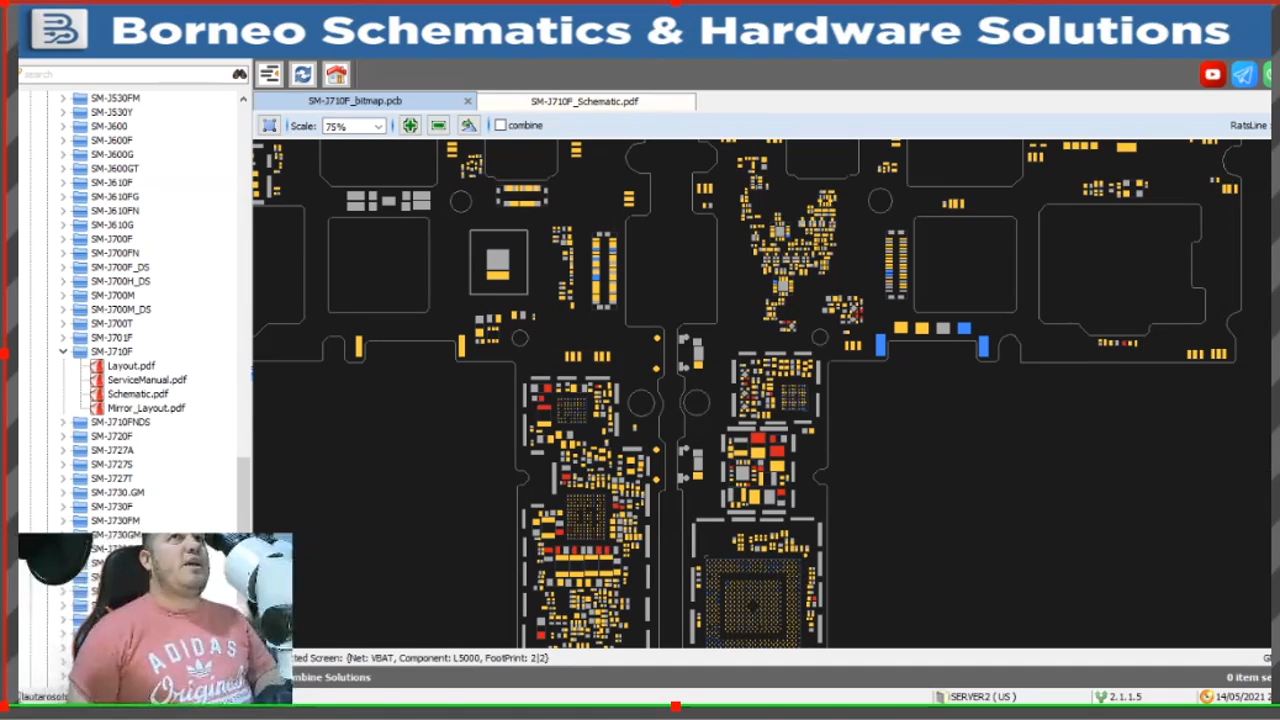 Borneo Schematics & Hardware Solutions
search
SM-J710F_bitmap.pcb
SM-J710F_Schematic.pdf
Scale: 75%
combine
RatsLine
SM-J530FM
SM-J530Y
SM-J600
SM-J600F
SM-J600G
SM-J600GT
SM-J610F
SM-J610FG
SM-J610FN
SM-J610G
SM-J700F
SM-J700FN
SM-J700F_DS
SM-J700H_DS
SM-J700M
SM-J700M_DS
SM-J700T
SM-J701F
SM-J710F
Layout.pdf
ServiceManual.pdf
Schematic.pdf
Mirror_Layout.pdf
SM-J710FNDS
SM-J720F
SM-J727A
SM-J727S
SM-J727T
SM-J730.GM
SM-J730F
SM-J730FM
SM-J730GM
ADIDAS
Originals
ted Screen: {Net: VBAT, Component: L5000, FootPrint: 2|2}
mbine Solutions
0 item se
lautaroso
SERVER2 ( US )
2.1.1.5
14/05/2021 2